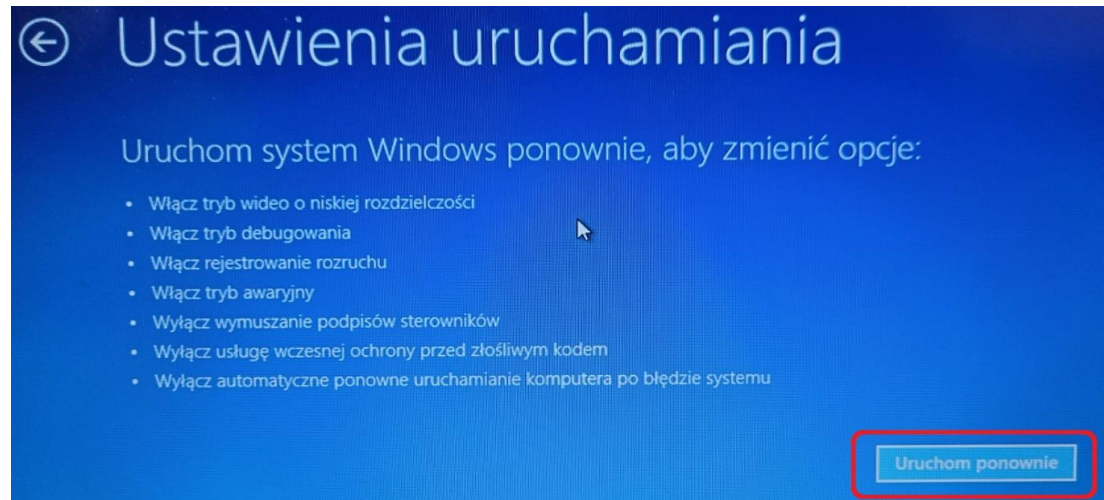 Ustawienia uruchamiania
Uruchom system Windows ponownie, aby zmienić opcje:
• Włącz tryb wideo o niskiej rozdzielczości
• Włącz tryb debugowania
• Włącz rejestrowanie rozruchu
• Włącz tryb awaryjny
• Wyłącz wymuszanie podpisów sterowników
• Wyłącz usługę wczesnej ochrony przed złośliwym kodem
• Wyłącz automatyczne ponowne uruchamianie komputera po błędzie systemu
Uruchom ponownie